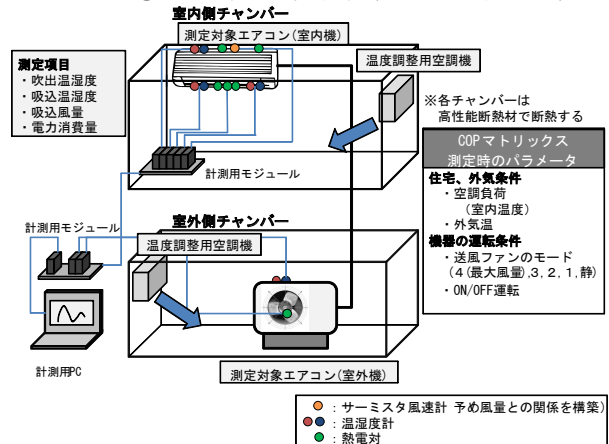 室内側チャンバー
測定対象エアコン(室内機)
測定項目
・吹出温湿度
・吸込温湿度
・吸込風量
・電力消費量
温度調整用空調機
※各チャンバーは
高性能断熱材で断熱する
計測用モジュール
COPマトリックス
測定時のパラメータ
住宅、外気条件
・空調負荷
(室内温度)
・外気温
機器の運転条件
・送風ファンのモード
(4(最大風量),3,2,1,静)
・ON/OFF運転
室外側チャンバー
計測用モジュール
温度調整用空調機
計測用PC
測定対象エアコン(室外機)
：サーミスタ風速計 予め風量との関係を構築)
：温湿度計
：熱電対